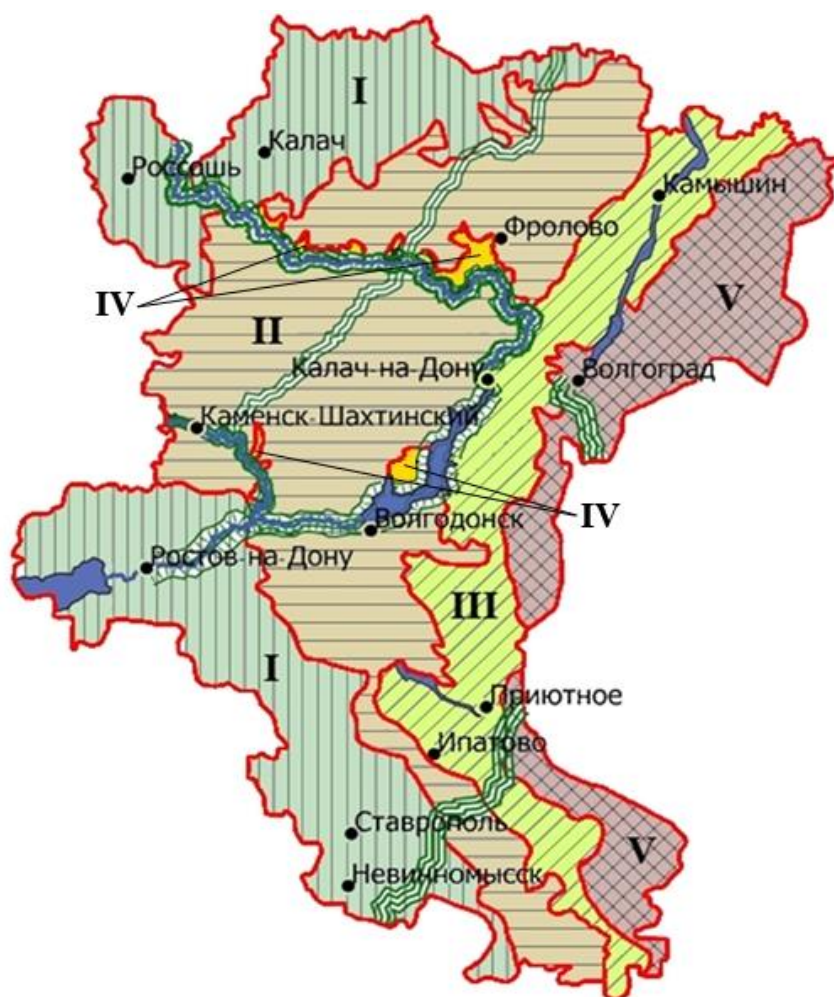 I
Калач
Россошь
Камышин
Фролово
IV
V
II
Калач-на-Дону
Волгоград
Каменск-Шахтинский
IV
Волгодонск
Ростов-на-Дону
III
I
Приютное
Ипатово
Ставрополь
V
Невинномысск